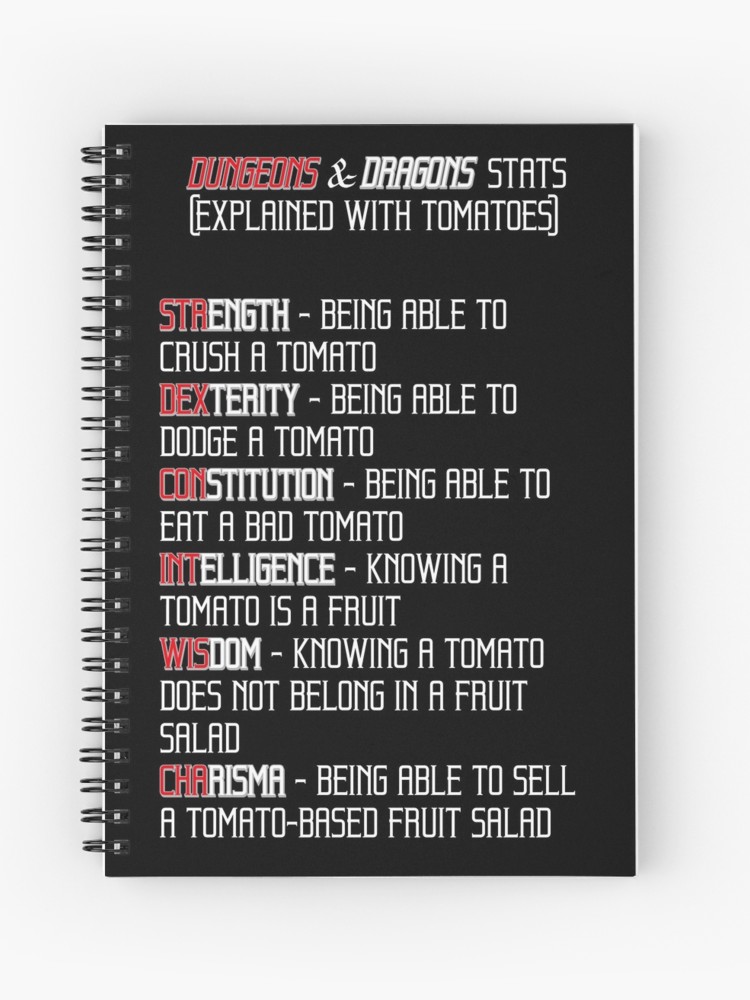 DUNGEONS & DRAGONS STATS
(EXPLAINED WITH TOMATOES)
STRENGTH - BEING ABLE TO
CRUSH A TOMATO
DEXTERITY - BEING ABLE TO
DODGE A TOMATO
CONSTITUTION - BEING ABLE TO
EAT A BAD TOMATO
INTELLIGENCE - KNOWING A
TOMATO IS A FRUIT
WISDOM - KNOWING A TOMATO
DOES NOT BELONG IN A FRUIT
SALAD
CHARISMA - BEING ABLE TO SELL
A TOMATO-BASED FRUIT SALAD